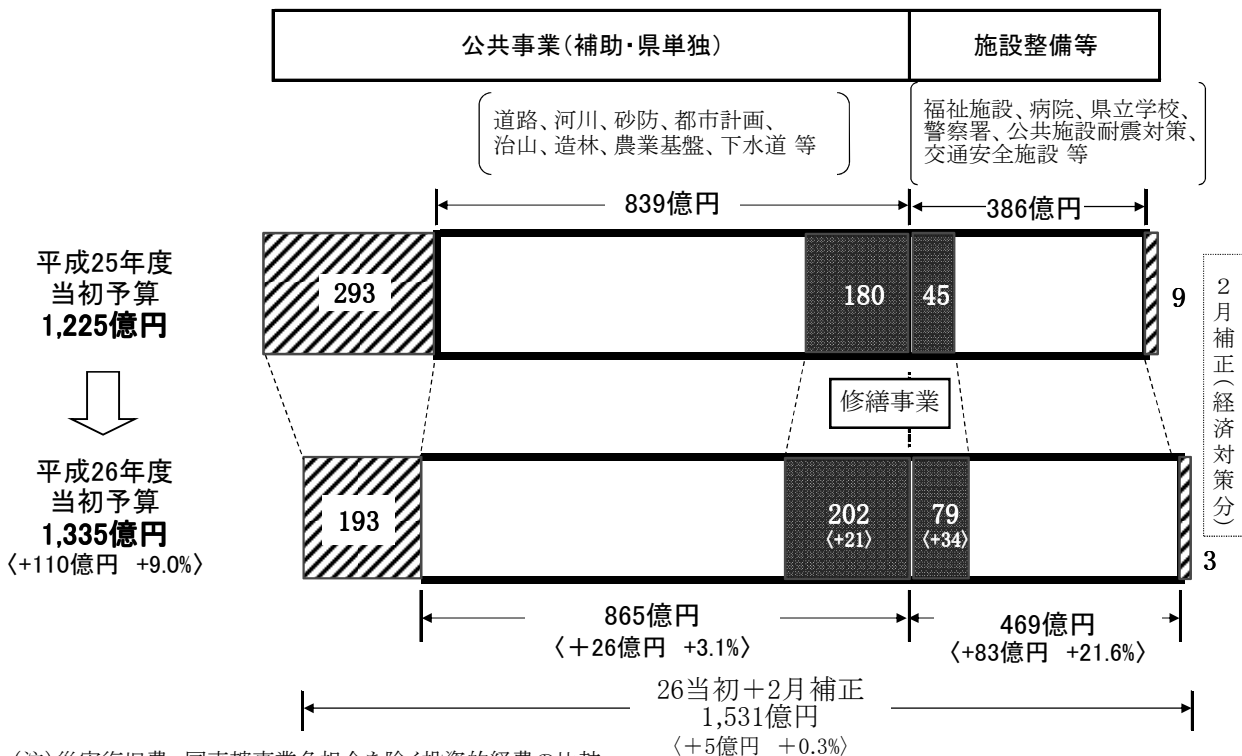 公共事業(補助・県単独)
施設整備等
道路、河川、砂防、都市計画、
治山、造林、農業基盤、下水道 等
福祉施設、病院、県立学校、
警察署、公共施設耐震対策、
交通安全施設 等
839億円
386億円
平成25年度
当初予算
1,225億円
293
180
45
9
2月補正(経済対策分)
修繕事業
平成26年度
当初予算
1,335億円
〈+110億円 +9.0%〉
193
202
〈+21〉
79
〈+34〉
3
865億円
〈+26億円 +3.1%〉
469億円
〈+83億円 +21.6%〉
26当初+2月補正
1,531億円
〈+5億円 +0.3%〉